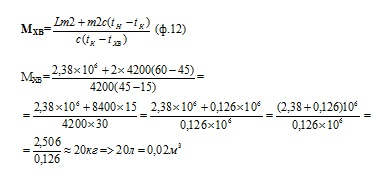 Mхв=(Lm2+m2c(tн−tк))/(c(tк−tхв)) (ф.12)
Mхв=(2,38×10⁶+2×4200(60−45))/(4200(45−15))=
=(2,38×10⁶+8400×15)/(4200×30)=(2,38×10⁶+0,126×10⁶)/(0,126×10⁶)=((2,38+0,126)10⁶)/(0,126×10⁶)=
=2,506/0,126≈20кг=>20л=0,02м³